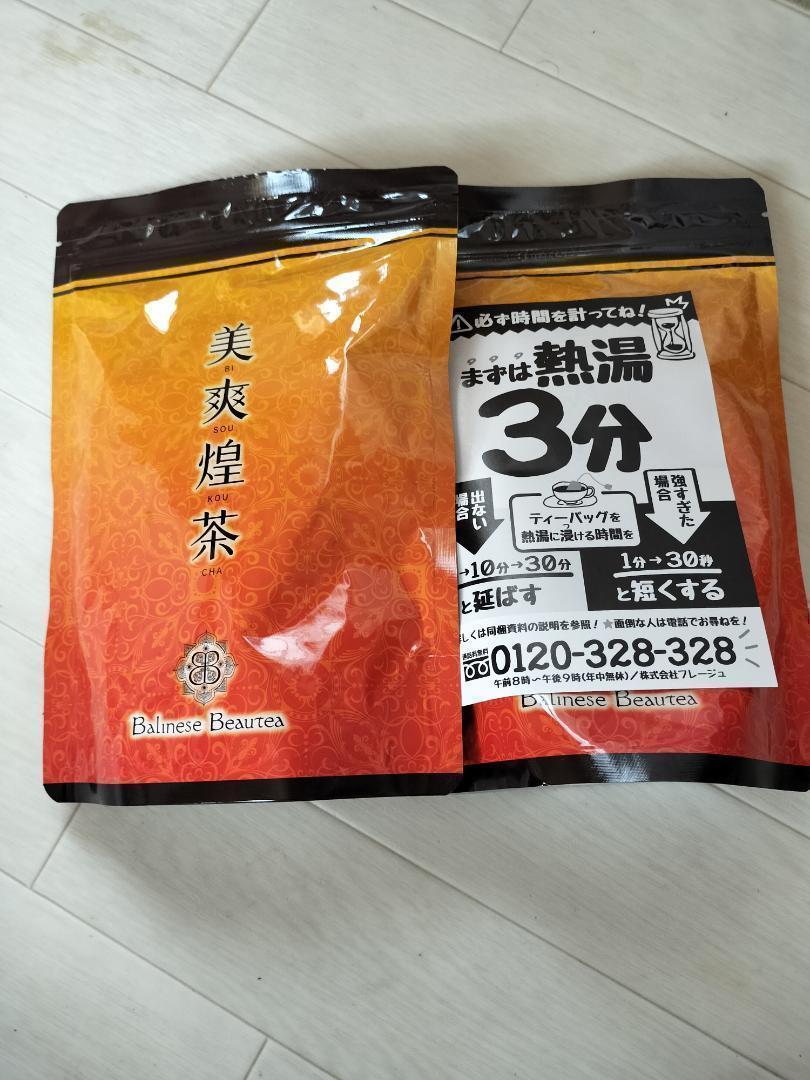 美
BI
爽
SOU
煌
KOU
茶
CHA
Balinese Beautea
必ず時間を計ってね!
まずは熱湯
3分
出ない
場合
ティーバッグを
熱湯に浸ける時間を
つ
強すぎた
場合
→10分→30分
と延ばす
1分→30秒
と短くする
しくは同梱資料の説明を参照!★面倒な人は電話でお尋ねを!
通話料無料
0120-328-328
午前8時~午後9時(年中無休)/株式会社フレージュ
Balinese Beautea